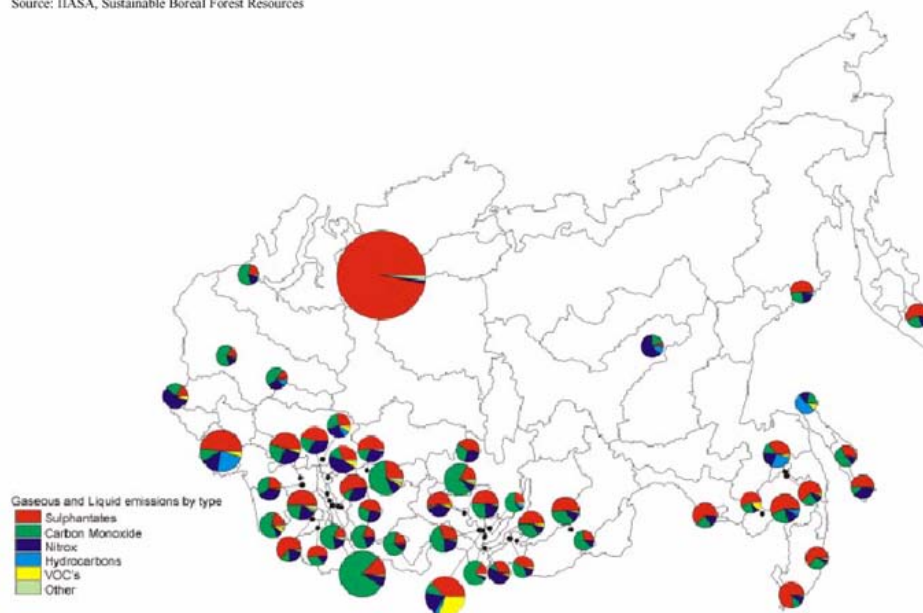 Source: IIASA, Sustainable Boreal Forest Resources
Gaseous and Liquid emissions by type
Sulphantates
Carbon Monoxide
Nitrox
Hydrocarbons
VOC's
Other